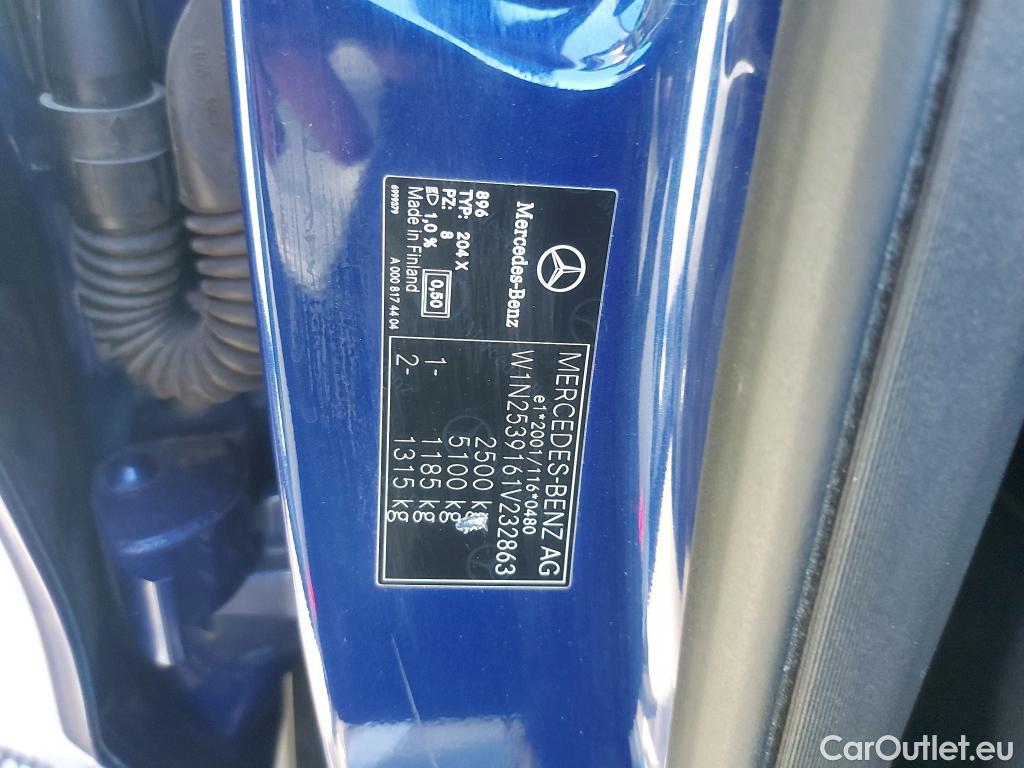 Mercedes-Benz
896
TYP: 204 X
PZ: 8
1,0 %
0,50
Made in Finland
6999579
A 000 817 44 04
MERCEDES-BENZ AG
e1*2001/116*0480
W1N2539161V232863
2500 kg
5100 kg
1- 1185 kg
2- 1315 kg
CarOutlet.eu